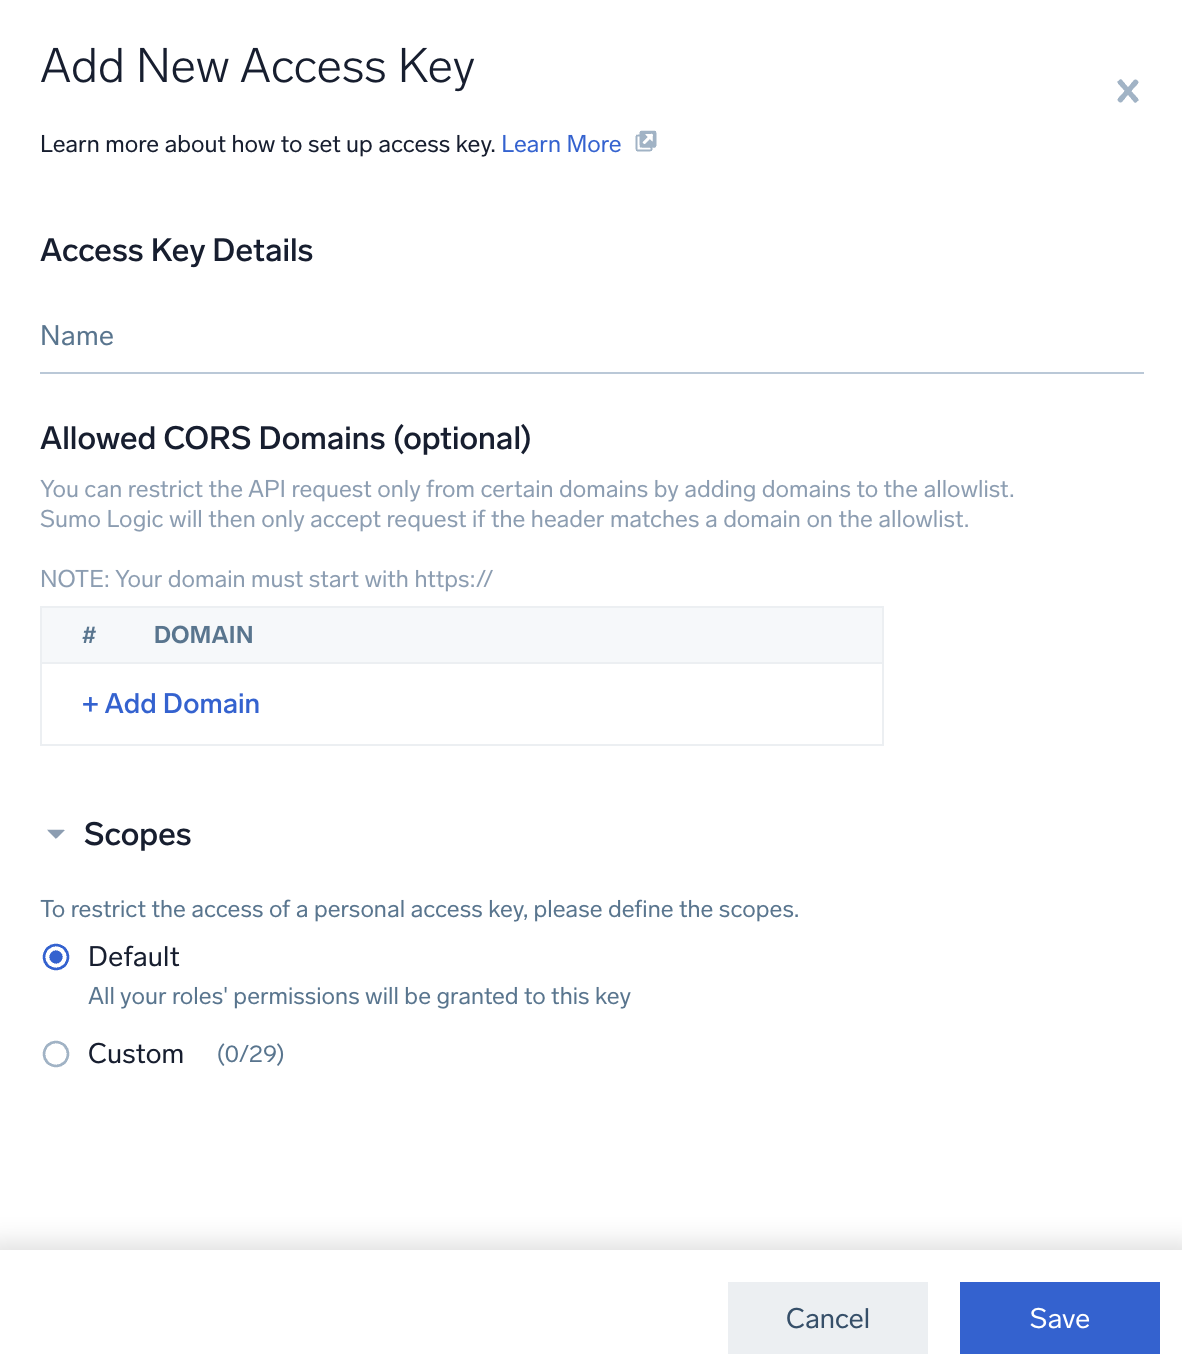 Add New Access Key
Learn more about how to set up access key. Learn More
Access Key Details
Name
Allowed CORS Domains (optional)
You can restrict the API request only from certain domains by adding domains to the allowlist.
Sumo Logic will then only accept request if the header matches a domain on the allowlist.
NOTE: Your domain must start with https://
# DOMAIN
+ Add Domain
Scopes
To restrict the access of a personal access key, please define the scopes.
Default
All your roles' permissions will be granted to this key
Custom (0/29)
Cancel Save